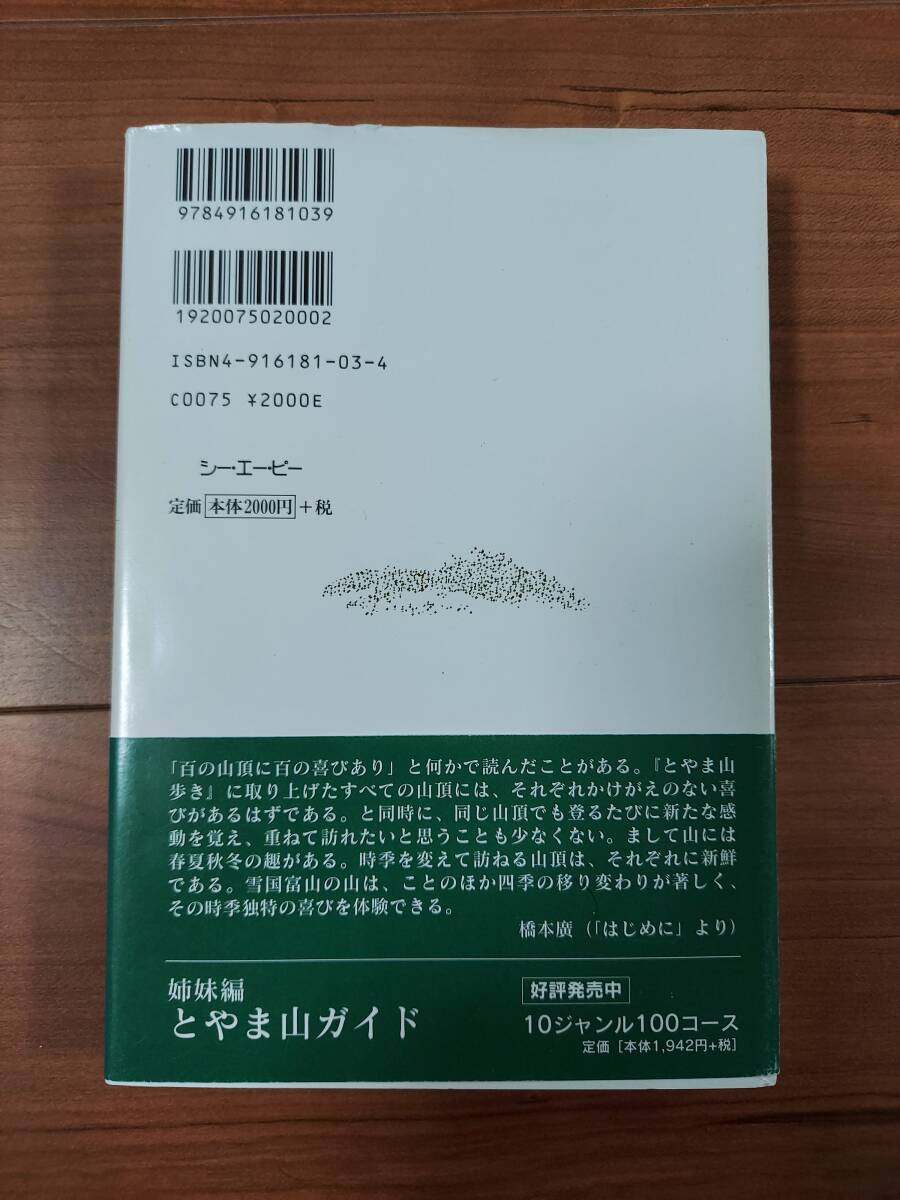 9784916181039
1920075020002
ISBN4-916181-03-4
C0075 ¥2000E
シー・エー・ピー
定価 本体2000円 +税
「百の山頂に百の喜びあり」と何かで読んだことがある。『とやま山
歩き』に取り上げたすべての山頂には、それぞれかけがえのない喜
びがあるはずである。と同時に、同じ山頂でも登るたびに新たな感
動を覚え、重ねて訪れたいと思うことも少なくない。まして山には
春夏秋冬の趣がある。時季を変えて訪ねる山頂は、それぞれに新鮮
である。雪国富山の山は、ことのほか四季の移り変わりが著しく、
その時季独特の喜びを体験できる。
橋本廣(「はじめに」より)
姉妹編
とやま山ガイド
好評発売中
10ジャンル100コース
定価[本体1,942円+税]